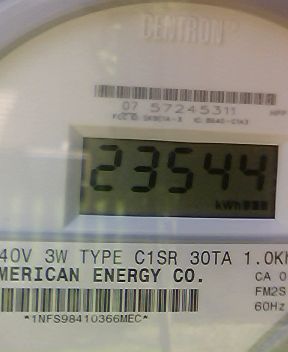 CENTRON
07 57245311
23544
kWh
40V 3W TYPE C1SR 30TA 1.0Kh
MERICAN ENERGY CO.
CA 0
FM2S
60Hz
*1NFS98410366MEC*